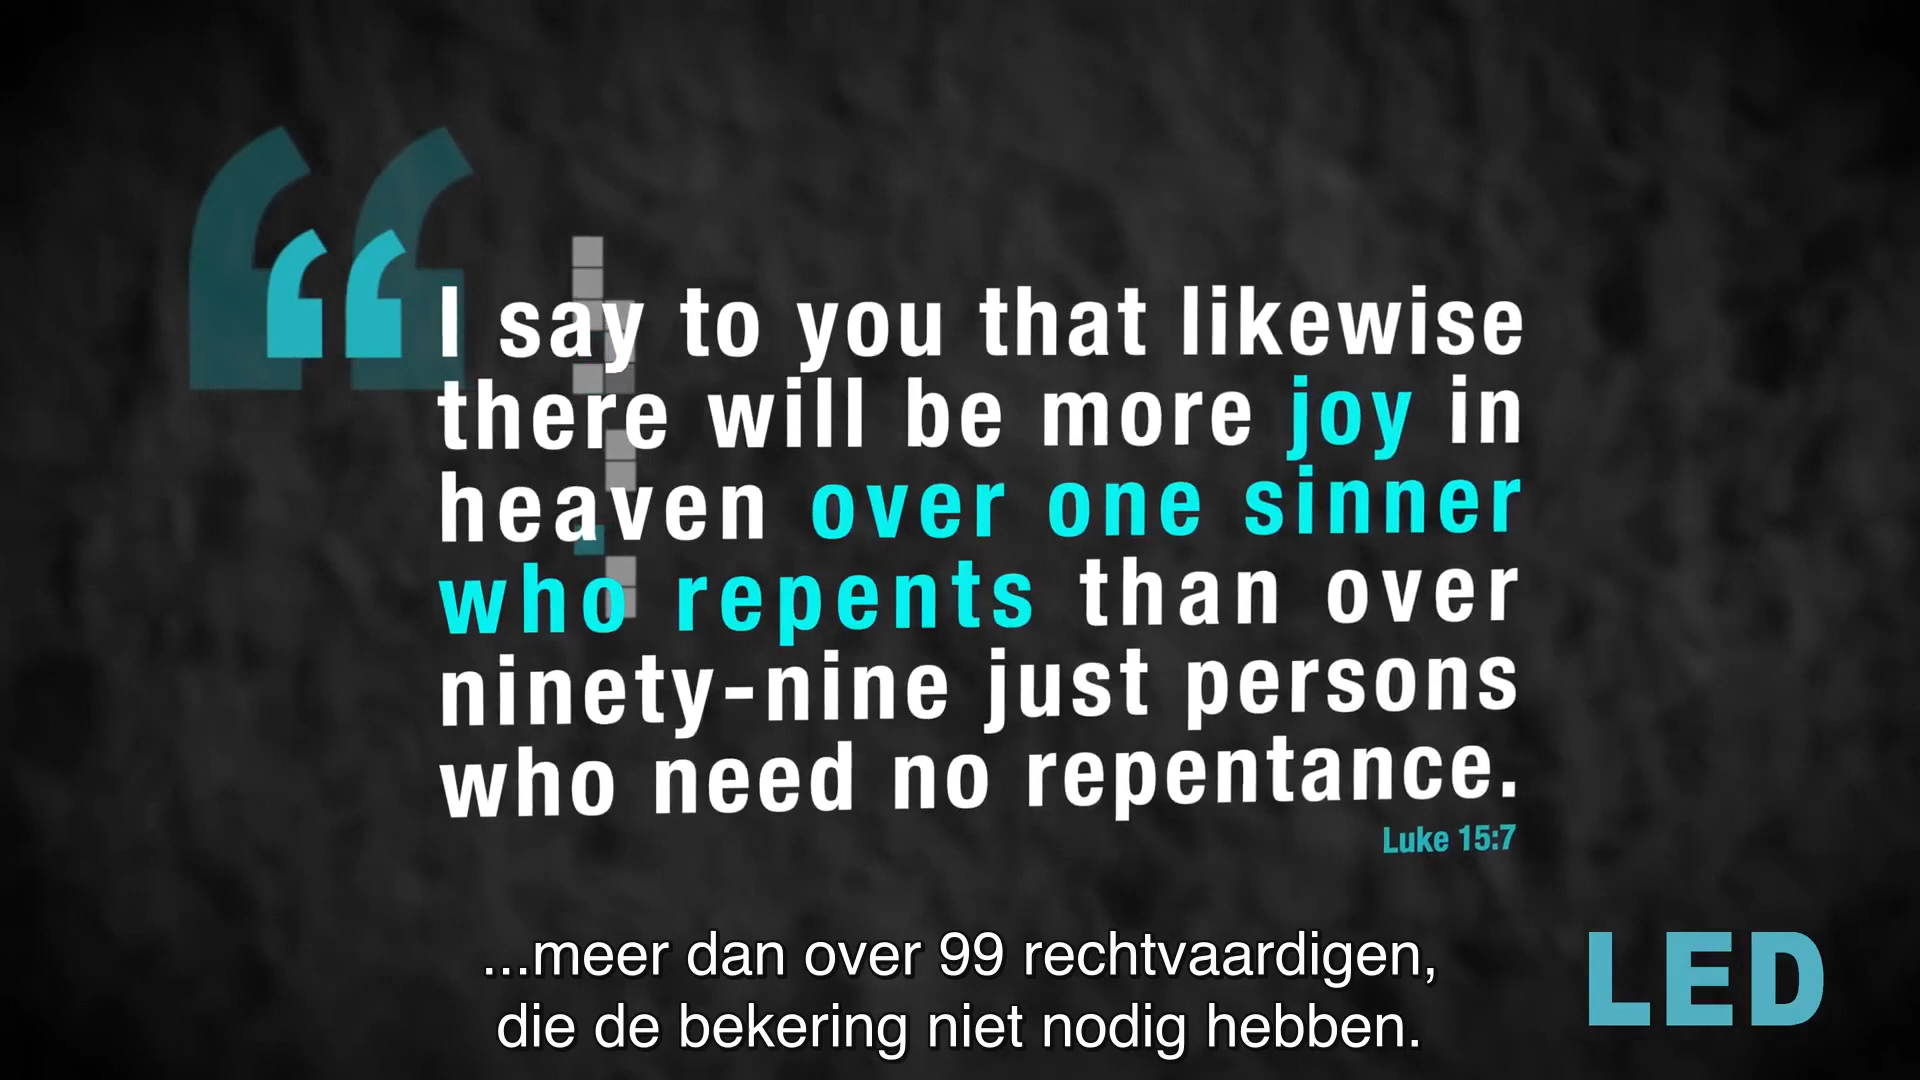 “I say to you that likewise
there will be more joy in
heaven over one sinner
who repents than over
ninety-nine just persons
who need no repentance.
Luke 15:7
...meer dan over 99 rechtvaardigen,
die de bekering niet nodig hebben.
LED